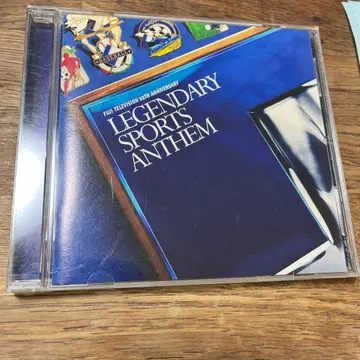 FUJI TELEVISION 50TH ANNIVERSARY
LEGENDARY
SPORTS
ANTHEM